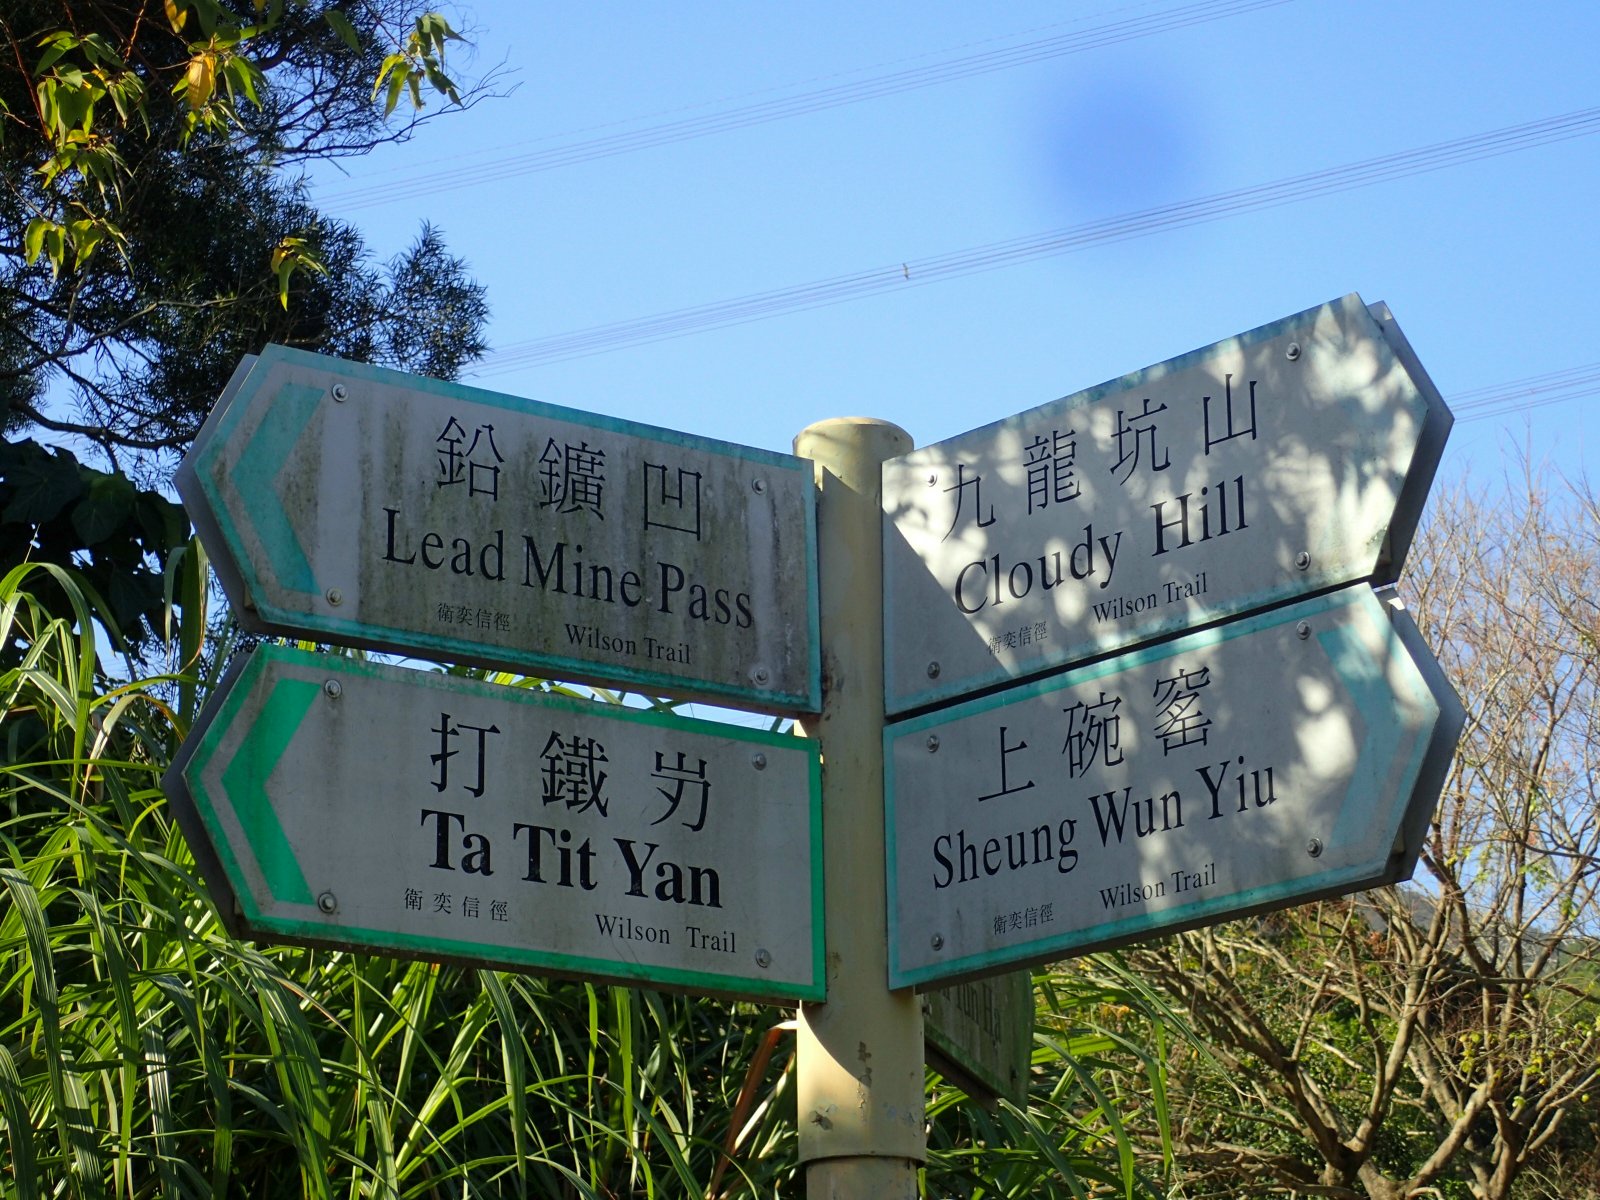 鉛鑛凹
Lead Mine Pass
衛奕信徑 Wilson Trail
打鐵屻
Ta Tit Yan
衛奕信徑 Wilson Trail
九龍坑山
Cloudy Hill
衛奕信徑 Wilson Trail
上碗窰
Sheung Wun Yiu
衛奕信徑 Wilson Trail